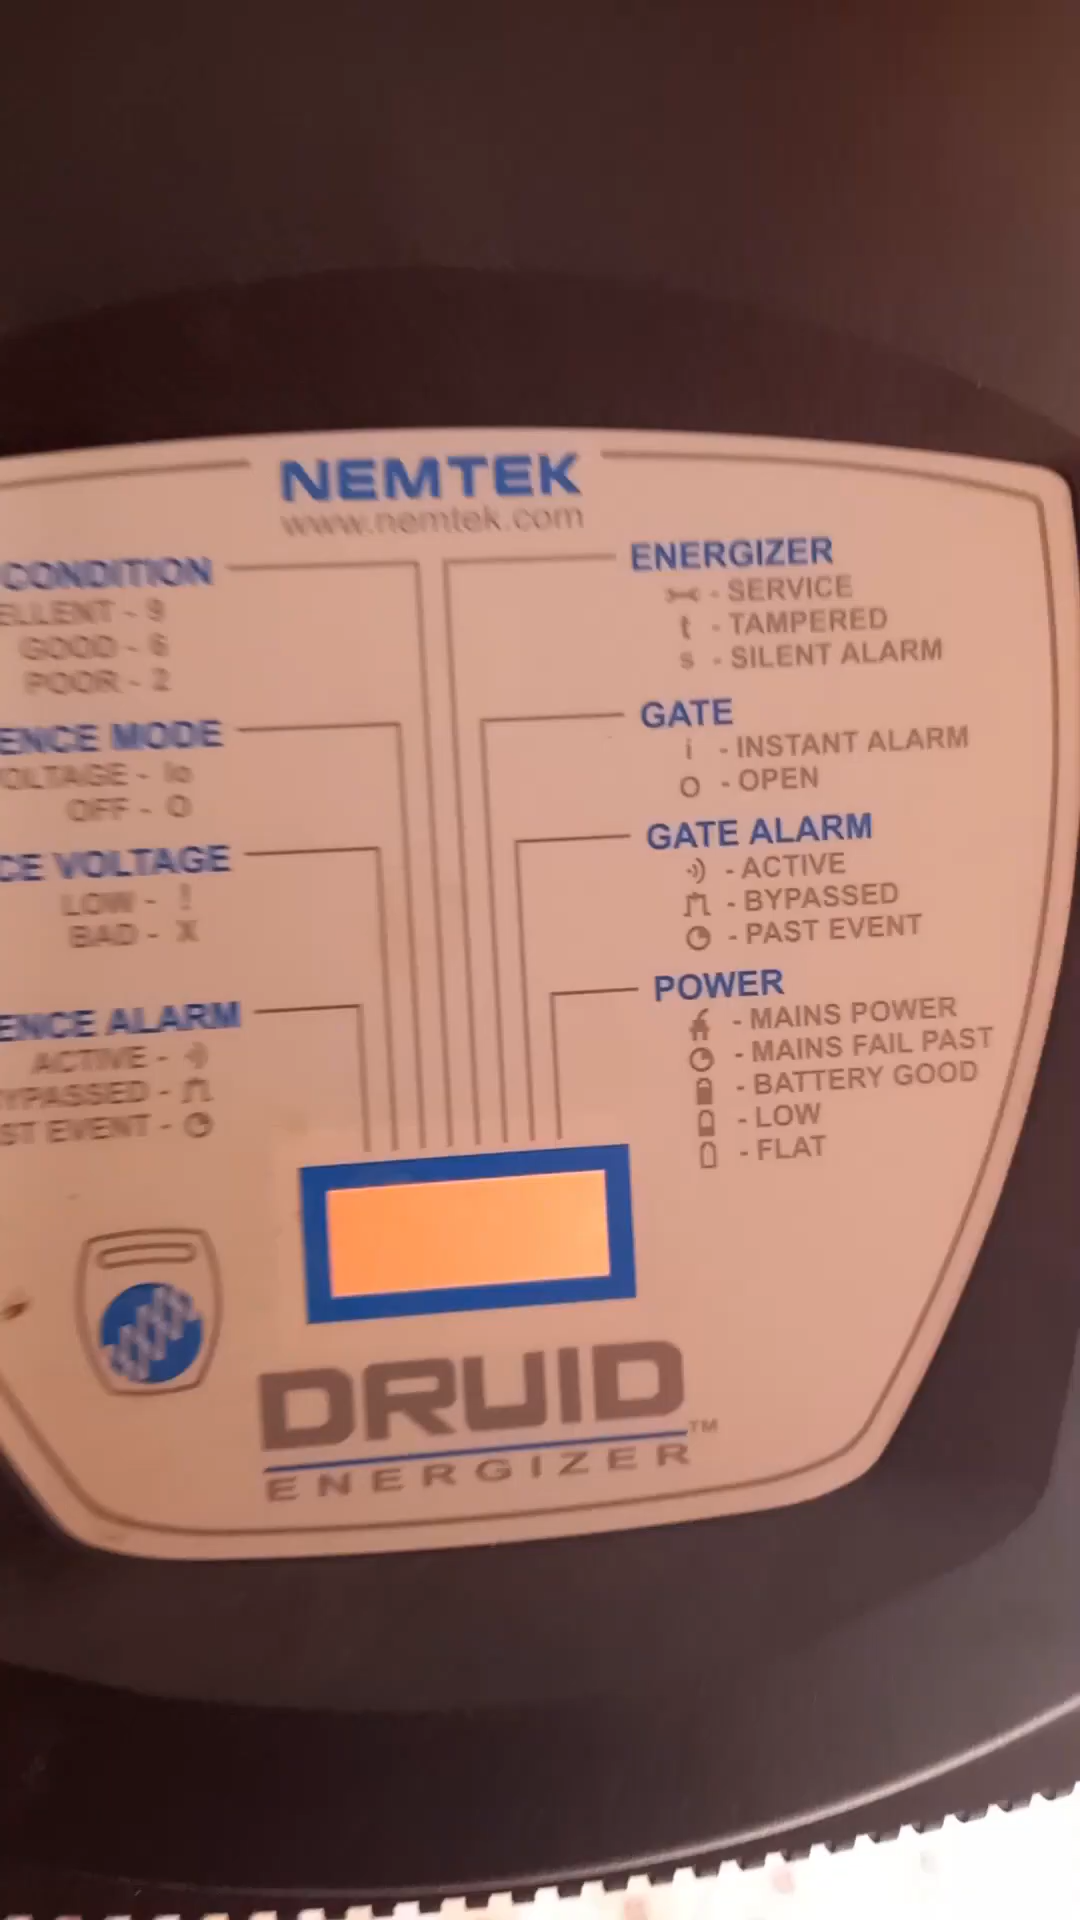 NEMTEK
www.nemtek.com
CONDITION
ELLENT - 9
GOOD - 6
POOR - 2
ENCE MODE
OLTAGE - lo
OFF - O
CE VOLTAGE
LOW - !
BAD - X
ENCE ALARM
ACTIVE -
YPASSED -
ST EVENT -
ENERGIZER
- SERVICE
t - TAMPERED
s - SILENT ALARM
GATE
i - INSTANT ALARM
O - OPEN
GATE ALARM
- ACTIVE
- BYPASSED
- PAST EVENT
POWER
- MAINS POWER
- MAINS FAIL PAST
- BATTERY GOOD
- LOW
- FLAT
DRUID™
ENERGIZER